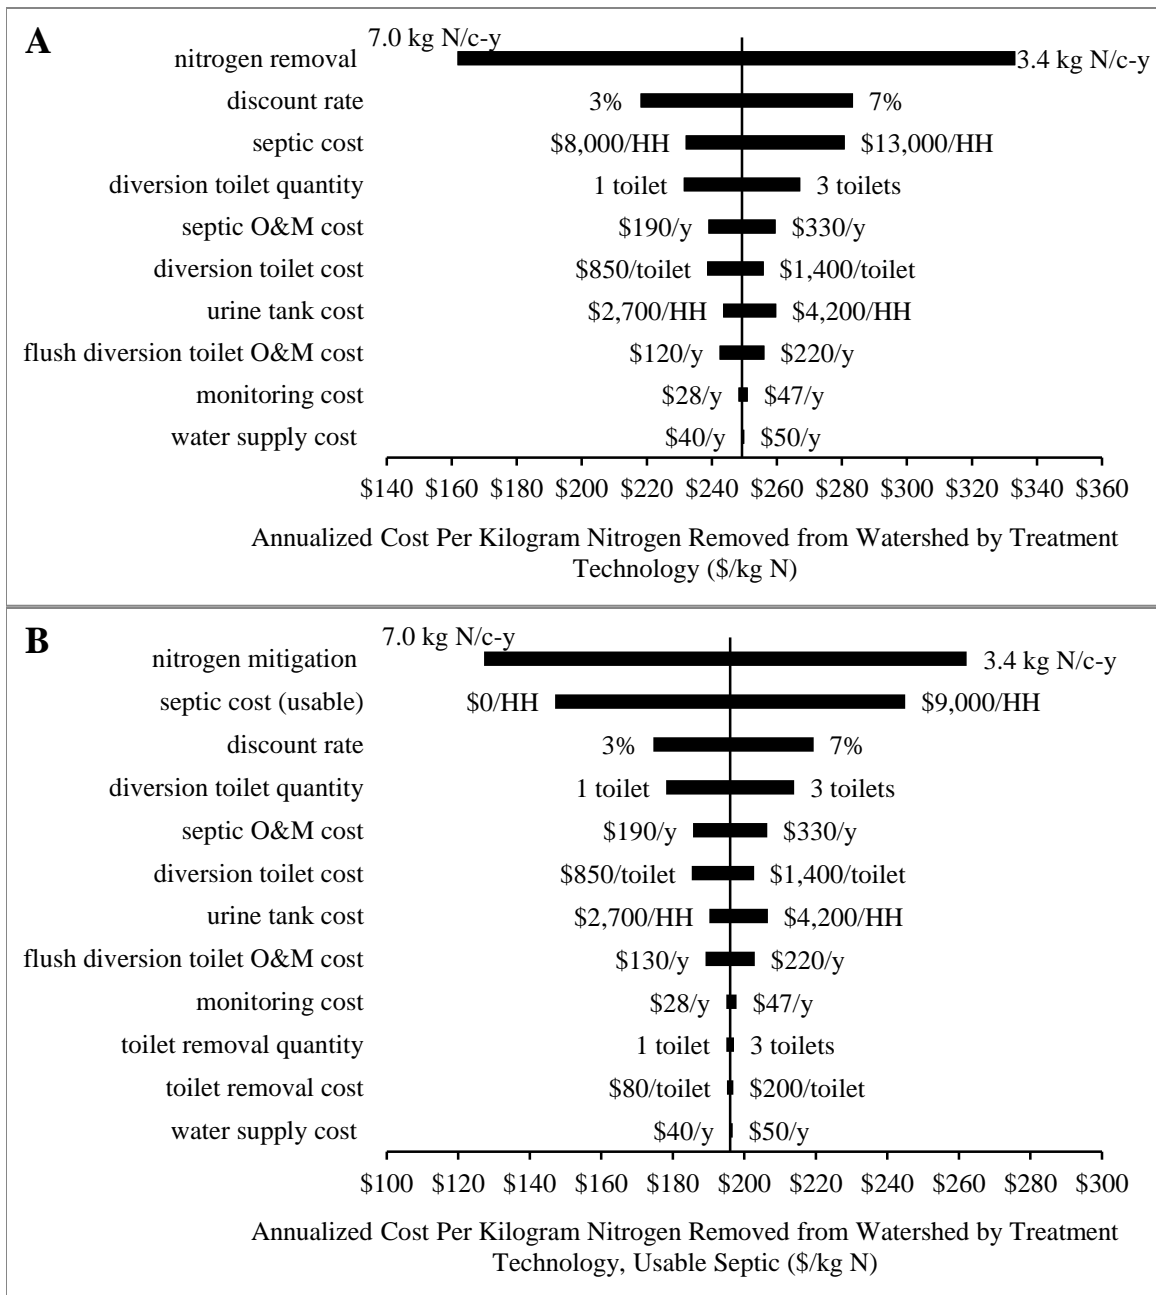 A
7.0 kg N/c-y
nitrogen removal
3.4 kg N/c-y
discount rate
3%
7%
septic cost
$8,000/HH
$13,000/HH
diversion toilet quantity
1 toilet
3 toilets
septic O&M cost
$190/y
$330/y
diversion toilet cost
$850/toilet
$1,400/toilet
urine tank cost
$2,700/HH
$4,200/HH
flush diversion toilet O&M cost
$120/y
$220/y
monitoring cost
$28/y
$47/y
water supply cost
$40/y
$50/y
$140 $160 $180 $200 $220 $240 $260 $280 $300 $320 $340 $360
Annualized Cost Per Kilogram Nitrogen Removed from Watershed by Treatment
Technology ($/kg N)
B
7.0 kg N/c-y
nitrogen mitigation
3.4 kg N/c-y
septic cost (usable)
$0/HH
$9,000/HH
discount rate
3%
7%
diversion toilet quantity
1 toilet
3 toilets
septic O&M cost
$190/y
$330/y
diversion toilet cost
$850/toilet
$1,400/toilet
urine tank cost
$2,700/HH
$4,200/HH
flush diversion toilet O&M cost
$130/y
$220/y
monitoring cost
$28/y
$47/y
toilet removal quantity
1 toilet
3 toilets
toilet removal cost
$80/toilet
$200/toilet
water supply cost
$40/y
$50/y
$100 $120 $140 $160 $180 $200 $220 $240 $260 $280 $300
Annualized Cost Per Kilogram Nitrogen Removed from Watershed by Treatment
Technology, Usable Septic ($/kg N)